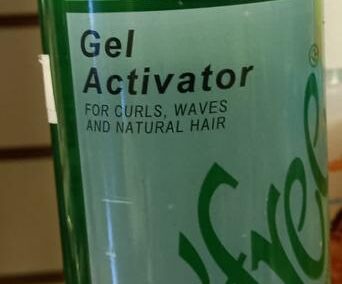 Gel
Activator
FOR CURLS, WAVES
AND NATURAL HAIR